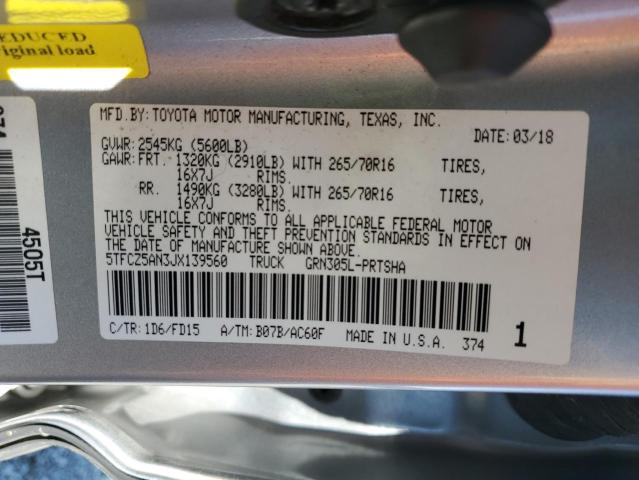 EDUCED
original load
4505T
MFD.BY:TOYOTA MOTOR MANUFACTURING, TEXAS, INC.
DATE:03/18
GVWR:2545KG (5600LB)
GAWR:FRT. 1320KG (2910LB) WITH 265/70R16 TIRES,
16X7J RIMS.
RR. 1490KG (3280LB) WITH 265/70R16 TIRES,
16X7J RIMS.
THIS VEHICLE CONFORMS TO ALL APPLICABLE FEDERAL MOTOR
VEHICLE SAFETY AND THEFT PREVENTION STANDARDS IN EFFECT ON
THE DATE OF MANUFACTURE SHOWN ABOVE.
5TFCZ5AN3JX139560 TRUCK GRN305L-PRTSHA
C/TR:1D6/FD15 A/TM:B07B/AC60F MADE IN U.S.A. 374 1